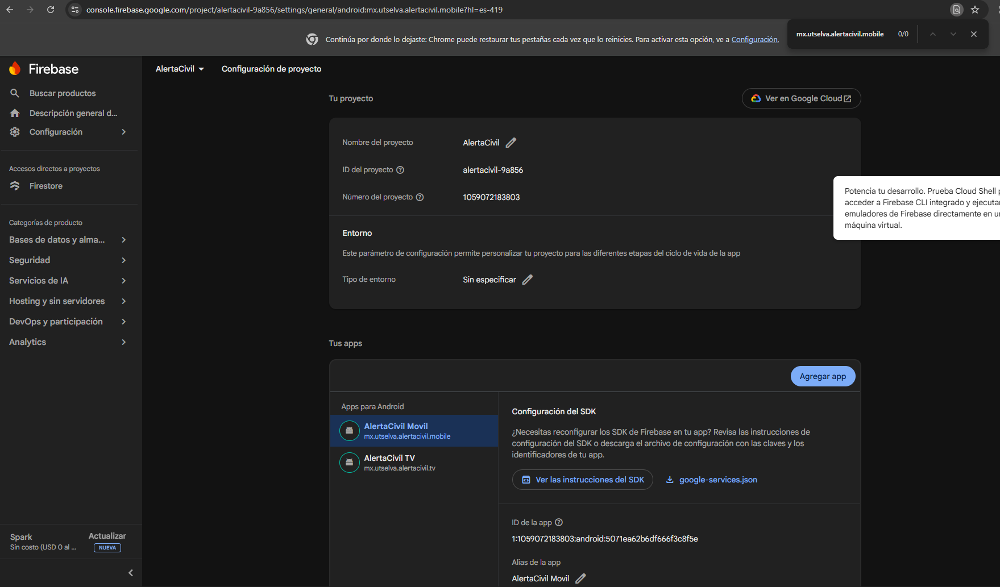 console.firebase.google.com/project/alertacivil-9a856/settings/general/android:mx.utselva.alertacivil.mobile?hl=es-419
mx.utselva.alertacivil.mobile 0/0
Continúa por donde lo dejaste: Chrome puede restaurar tus pestañas cada vez que lo reinicies. Para activar esta opción, ve a Configuración.
Firebase
Buscar productos
Descripción general d...
Configuración
Accesos directos a proyectos
Firestore
Categorías de producto
Bases de datos y alma...
Seguridad
Servicios de IA
Hosting y sin servidores
DevOps y participación
Analytics
Spark
Sin costo (USD 0 al ...
Actualizar
NUEVA
AlertaCivil
Configuración de proyecto
Tu proyecto
Ver en Google Cloud
Nombre del proyecto
AlertaCivil
ID del proyecto
alertacivil-9a856
Número del proyecto
1059072183803
Entorno
Este parámetro de configuración permite personalizar tu proyecto para las diferentes etapas del ciclo de vida de la app
Tipo de entorno
Sin especificar
Potencia tu desarrollo. Prueba Cloud Shell p
acceder a Firebase CLI integrado y ejecutar
emuladores de Firebase directamente en un
máquina virtual.
Tus apps
Agregar app
Apps para Android
AlertaCivil Movil
mx.utselva.alertacivil.mobile
AlertaCivil TV
mx.utselva.alertacivil.tv
Configuración del SDK
¿Necesitas reconfigurar los SDK de Firebase en tu app? Revisa las instrucciones de
configuración del SDK o descarga el archivo de configuración con las claves y los
identificadores de tu app.
Ver las instrucciones del SDK
google-services.json
ID de la app
1:1059072183803:android:5071ea62b6df666f3c8f5e
Alias de la app
AlertaCivil Movil